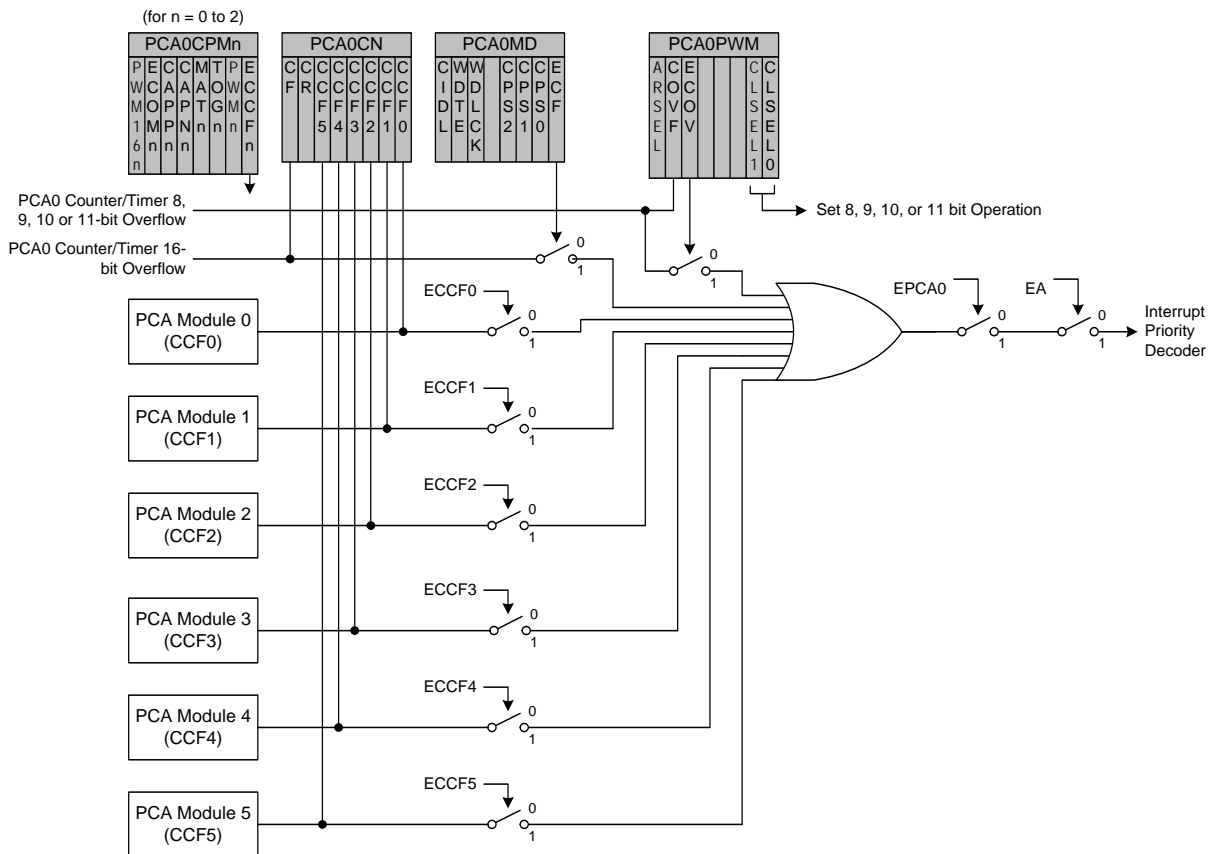 (for n = 0 to 2)
PCA0CPMn
PWM16n
ECOMn
CAPPn
CAPNn
MATn
TOGn
PWMn
ECCFn
PCA0CN
CF
CR
CCF5
CCF4
CCF3
CCF2
CCF1
CCF0
PCA0MD
CIDL
WDTE
WDLCK
CPS2
CPS1
CPS0
ECF
PCA0PWM
ARSEL
COVF
ECOV
CLSEL1
CLSEL0
PCA0 Counter/Timer 8,
9, 10 or 11-bit Overflow
Set 8, 9, 10, or 11 bit Operation
PCA0 Counter/Timer 16-
bit Overflow
0
1
0
1
PCA Module 0
(CCF0)
ECCF0
0
1
EPCA0
0
1
EA
0
1
Interrupt
Priority
Decoder
PCA Module 1
(CCF1)
ECCF1
0
1
PCA Module 2
(CCF2)
ECCF2
0
1
PCA Module 3
(CCF3)
ECCF3
0
1
PCA Module 4
(CCF4)
ECCF4
0
1
PCA Module 5
(CCF5)
ECCF5
0
1